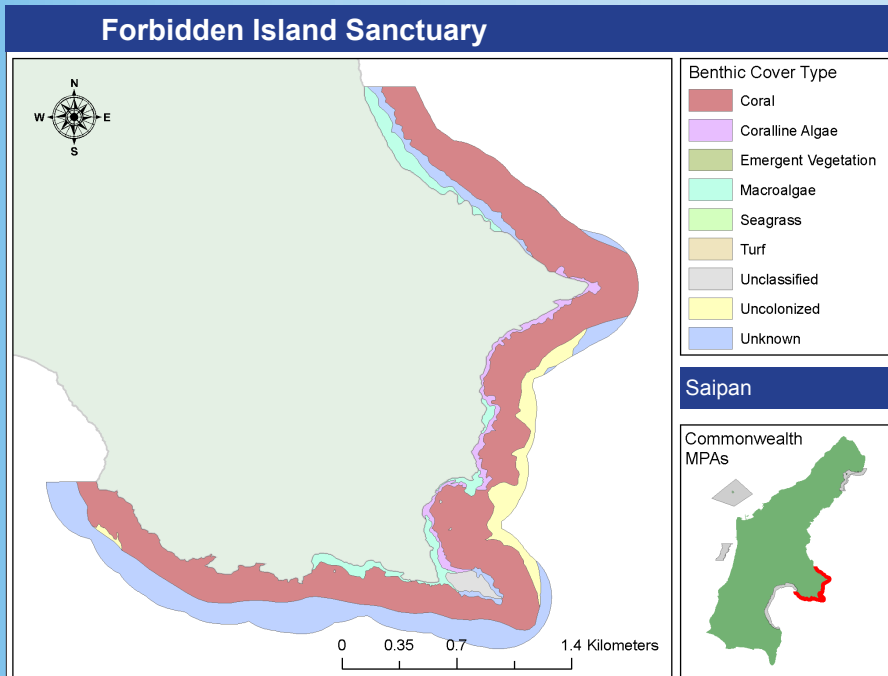 Forbidden Island Sanctuary
N
W E
S
Benthic Cover Type
Coral
Coralline Algae
Emergent Vegetation
Macroalgae
Seagrass
Turf
Unclassified
Uncolonized
Unknown
Saipan
Commonwealth
MPAs
0 0.35 0.7 1.4 Kilometers